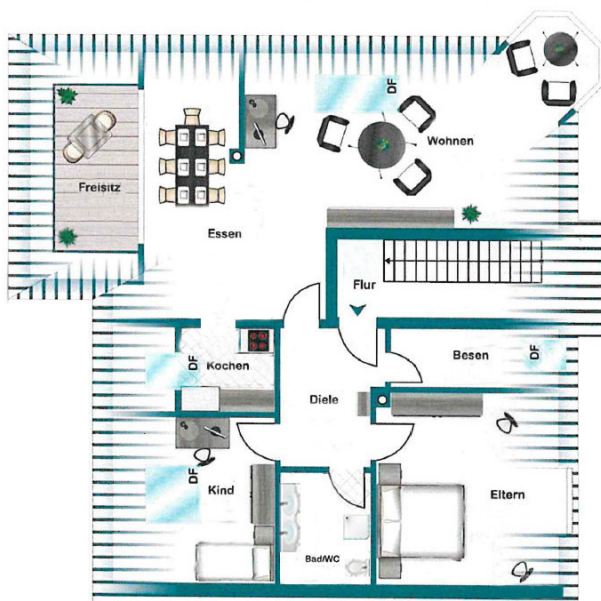 DF
Wohnen
Freisitz
Essen
Flur
DF
Kochen
Besen
DF
Diele
DF
Kind
Eltern
Bad/WC